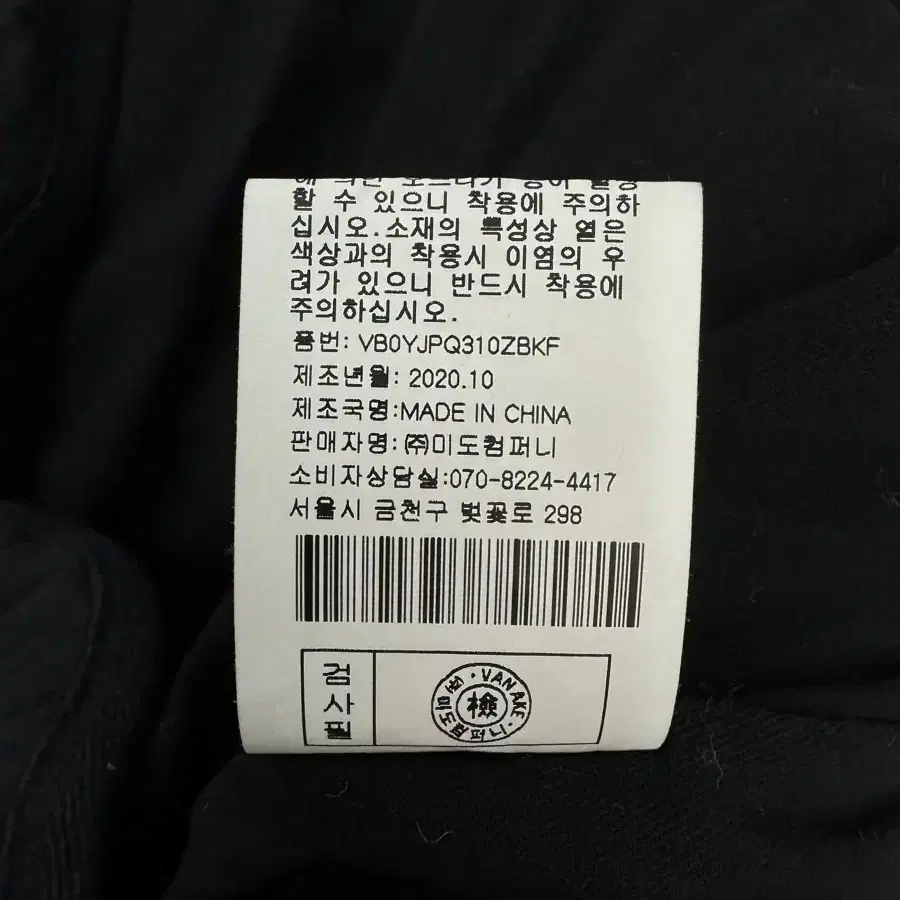 할 수 있으니 착용에 주의하
십시오.소재의 특성상 옅은
색상과의 착용시 이염의 우
려가 있으니 반드시 착용에
주의하십시오.
품번: VB0YJPQ310ZBKF
제조년월: 2020.10
제조국명:MADE IN CHINA
판매자명:㈜미도컴퍼니
소비자상담실:070-8224-4417
서울시 금천구 벚꽃로 298
검사필
VANAKE
檢
㈜미도컴퍼니